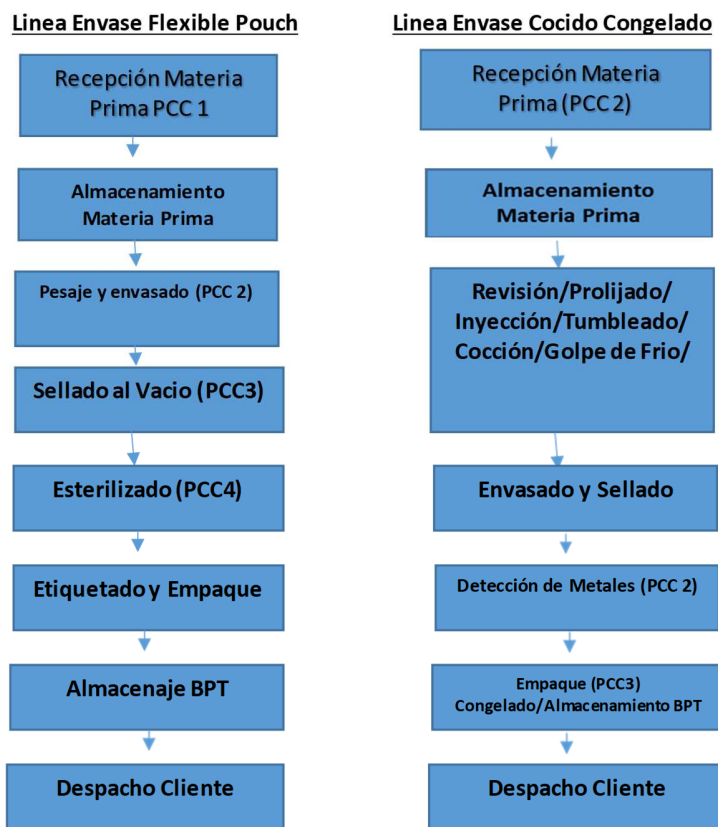 Linea Envase Flexible Pouch
Recepción Materia
Prima PCC 1
Almacenamiento
Materia Prima
Pesaje y envasado (PCC 2)
Sellado al Vacio (PCC3)
Esterilizado (PCC4)
Etiquetado y Empaque
Almacenaje BPT
Despacho Cliente
Linea Envase Cocido Congelado
Recepción Materia
Prima (PCC 2)
Almacenamiento
Materia Prima
Revisión/Prolijado/
Inyección/Tumbleado/
Cocción/Golpe de Frio/
Envasado y Sellado
Detección de Metales (PCC 2)
Empaque (PCC3)
Congelado/Almacenamiento BPT
Despacho Cliente